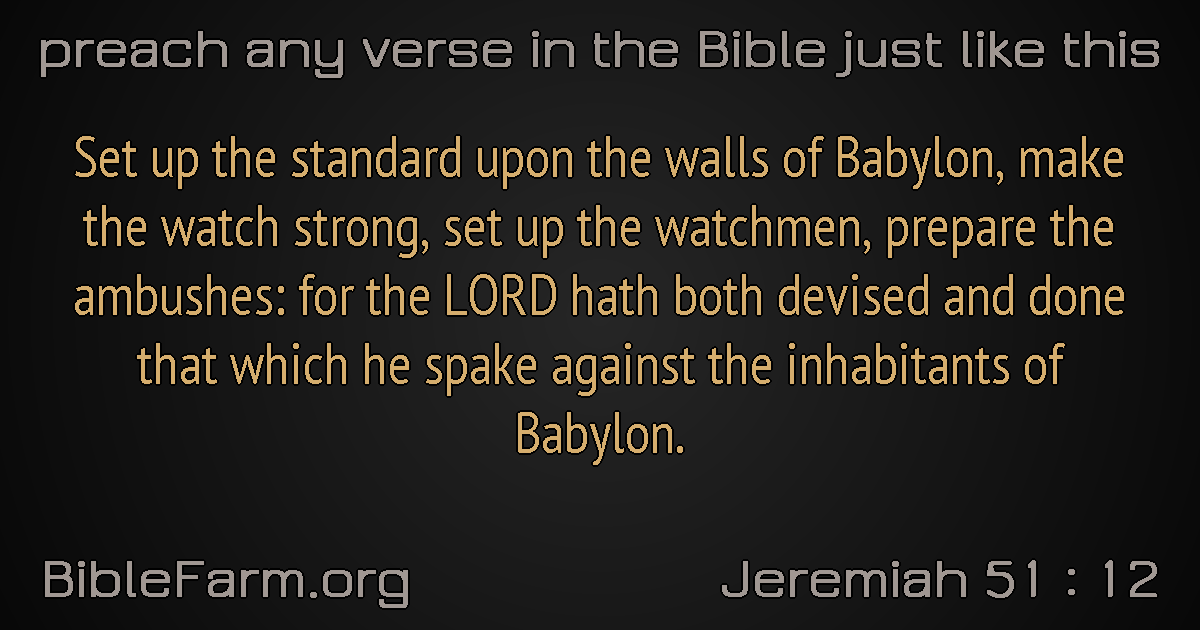 preach any verse in the Bible just like this
Set up the standard upon the walls of Babylon, make
the watch strong, set up the watchmen, prepare the
ambushes: for the LORD hath both devised and done
that which he spake against the inhabitants of
Babylon.
BibleFarm.org
Jeremiah 51 : 12